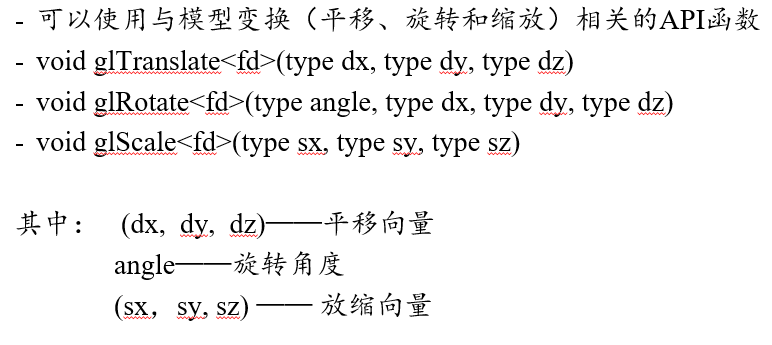 - 可以使用与模型变换（平移、旋转和缩放）相关的API函数
- void glTranslate<fd>(type dx, type dy, type dz)
- void glRotate<fd>(type angle, type dx, type dy, type dz)
- void glScale<fd>(type sx, type sy, type sz)
其中： (dx, dy, dz)——平移向量
angle——旋转角度
(sx，sy, sz) —— 放缩向量